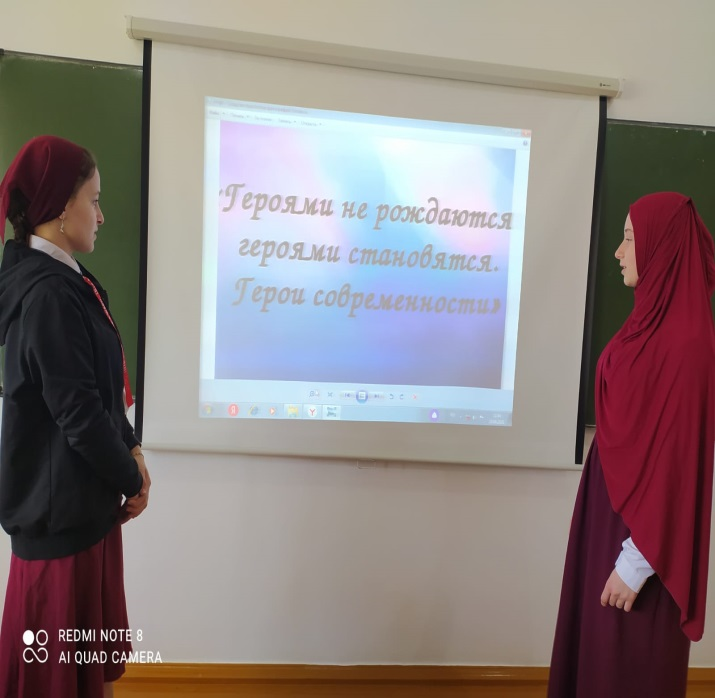 «Героями не рождаются
героями становятся.
Герои современности»
REDMI NOTE 8
AI QUAD CAMERA